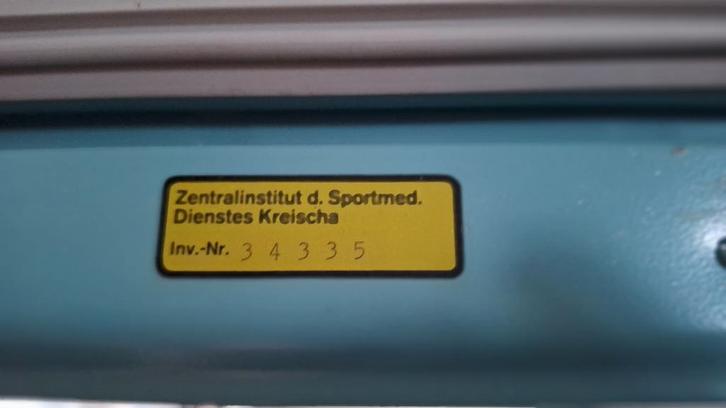 Zentralinstitut d. Sportmed.
Dienstes Kreischa
Inv.-Nr. 3 4 3 3 5